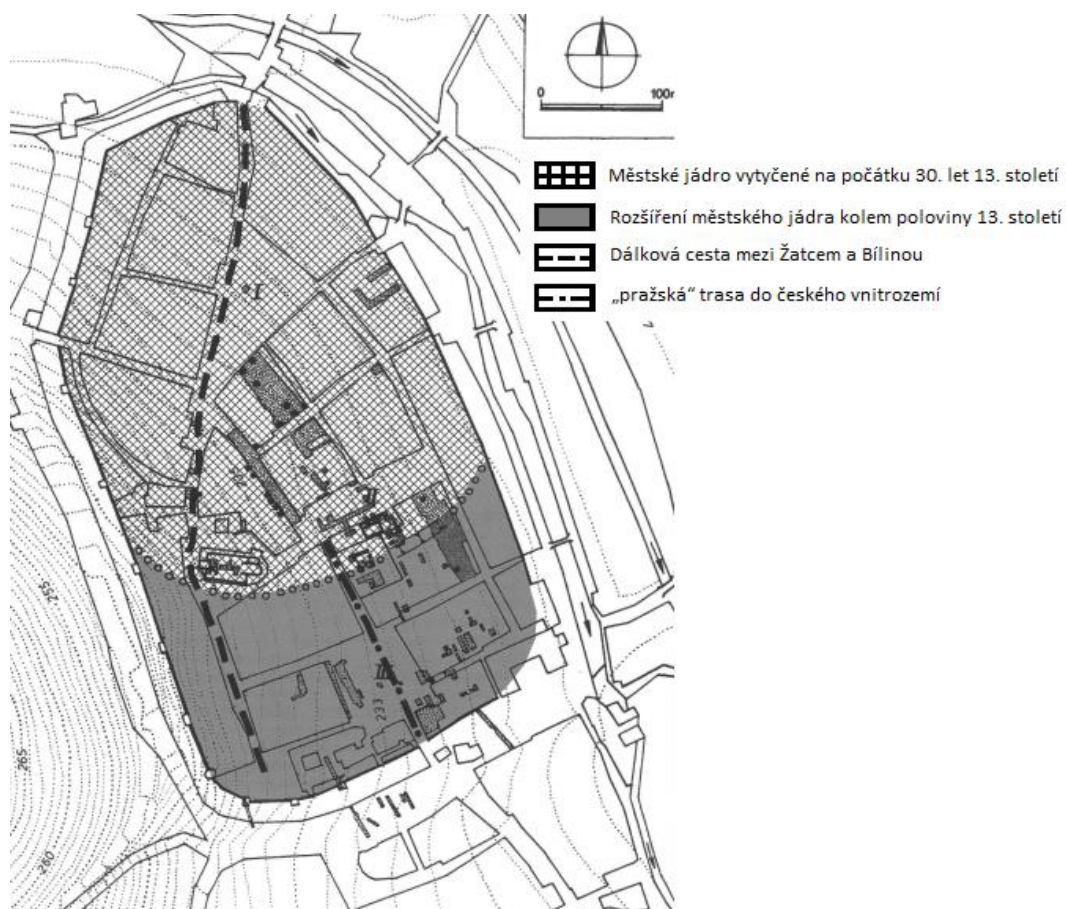 0 100m
Městské jádro vytyčené na počátku 30. let 13. století
Rozšíření městského jádra kolem poloviny 13. století
Dálková cesta mezi Žatcem a Bílinou
„pražská“ trasa do českého vnitrozemí
255
233
265
260